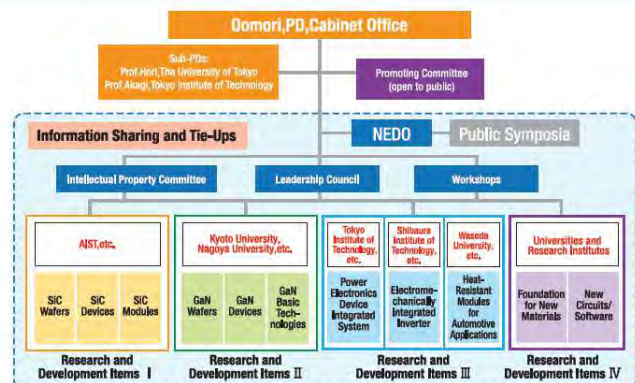 Oomori,PD,Cabinet Office
Sub-PDs:
Prof.Hori,The University of Tokyo
Prof.Akagi,Tokyo Institute of Technology
Promoting Committee
(open to public)
Information Sharing and Tie-Ups
NEDO
Public Symposia
Intellectual Property Committee
Leadership Council
Workshops
AIST,etc.
SiC
Wafers
SiC
Devices
SiC
Modules
Research and
Development Items I
Kyoto University,
Nagoya University,etc.
GaN
Wafers
GaN
Devices
GaN
Basic
Tech-
nologies
Research and
Development Items II
Tokyo
Institute of
Technology,
etc.
Power
Electronics
Device
Integrated
System
Shibaura
Institute of
Technology,
etc.
Electrome-
chanically
Integrated
Inverter
Waseda
University,
etc.
Heat-
Resistant
Modules
for
Automotive
Applications
Research and
Development Items III
Universities and
Research Institutes
Foundation
for New
Materials
New
Circuits/
Software
Research and
Development Items IV